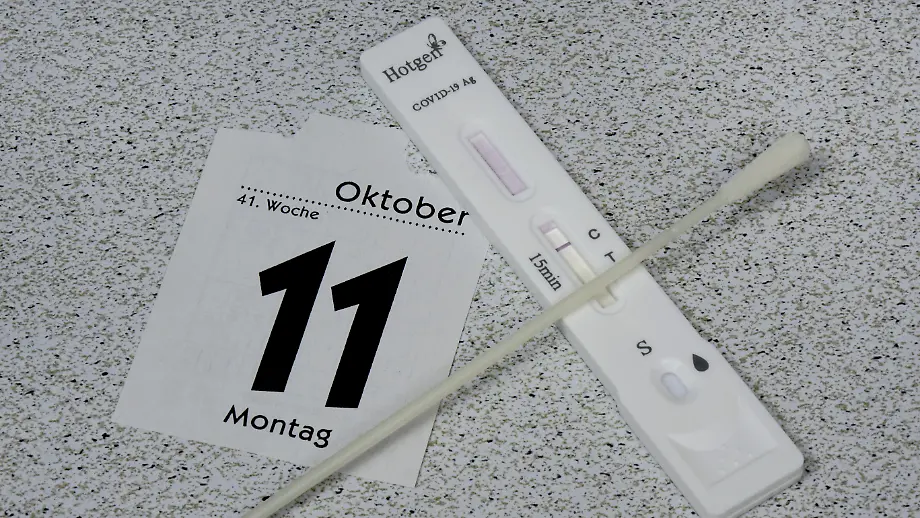 Oktober
41. Woche
11
Montag
Hotgen
COVID-19 Ag
C
T
15min
S